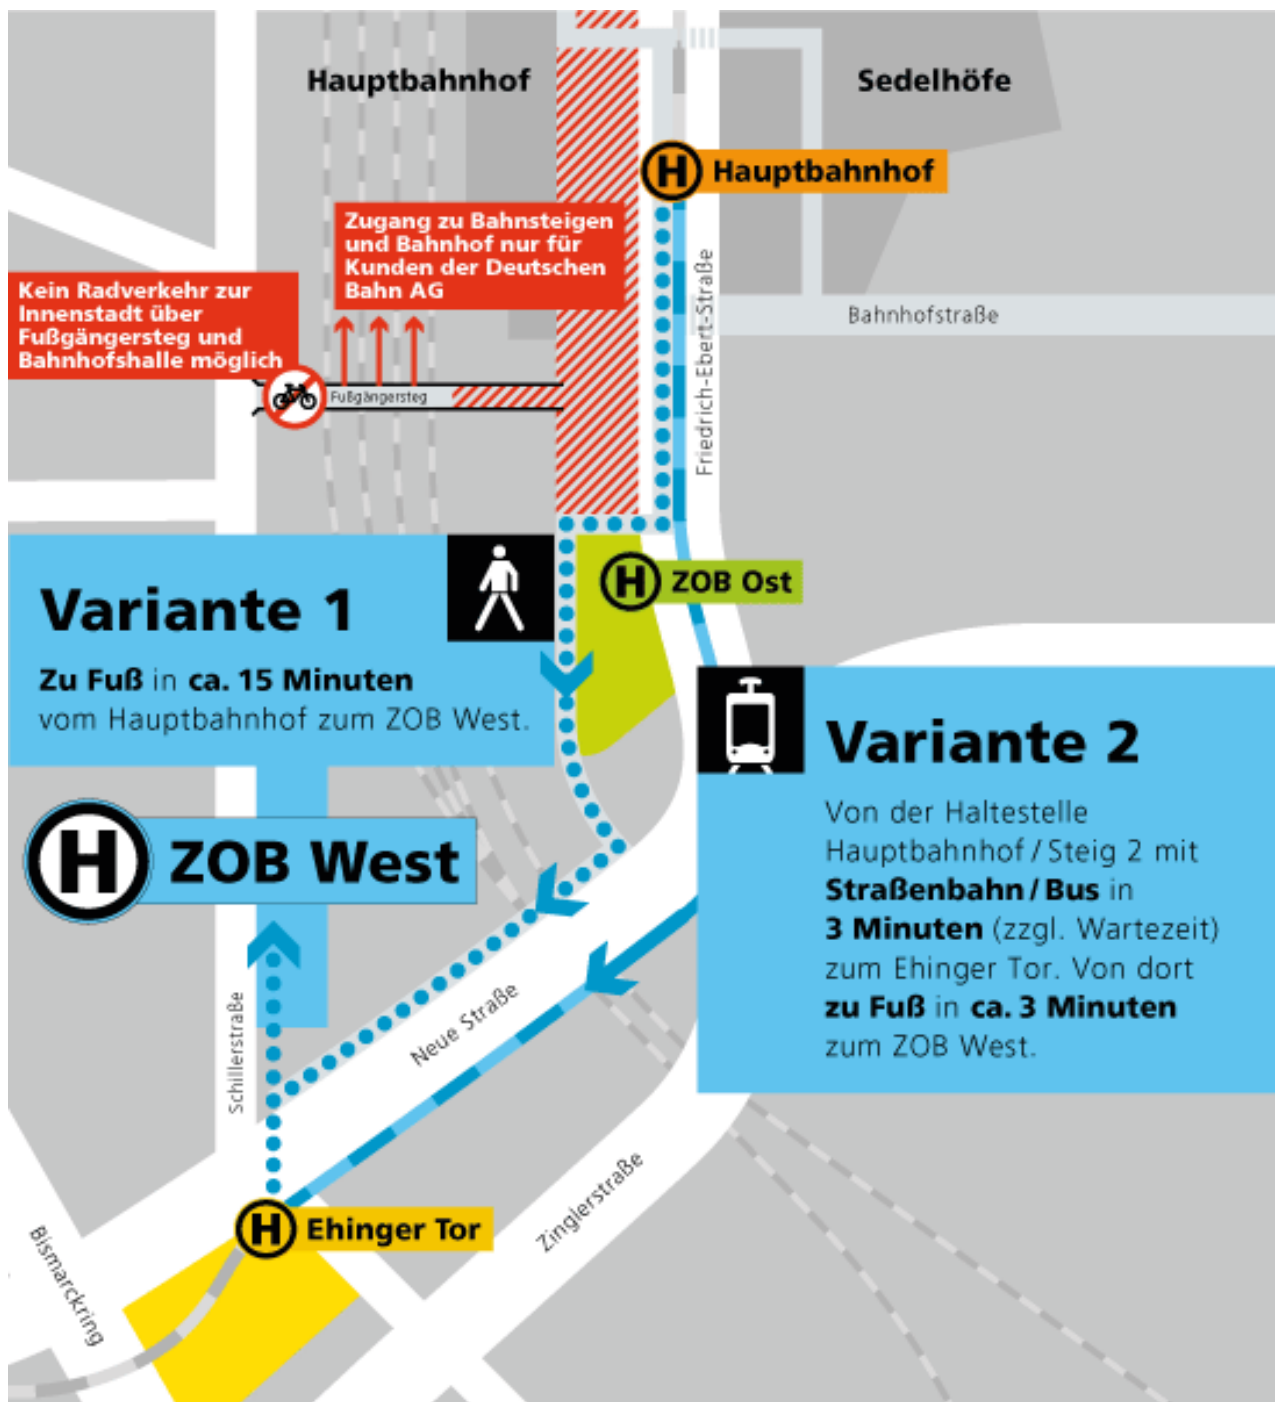 Hauptbahnhof
Sedelhöfe
H Hauptbahnhof
Zugang zu Bahnsteigen
und Bahnhof nur für
Kunden der Deutschen
Bahn AG
Kein Radverkehr zur
Innenstadt über
Fußgängersteg und
Bahnhofshalle möglich
Fußgängersteg
Friedrich-Ebert-Straße
Bahnhofstraße
H ZOB Ost
Variante 1
Zu Fuß in ca. 15 Minuten
vom Hauptbahnhof zum ZOB West.
Variante 2
Von der Haltestelle
Hauptbahnhof / Steig 2 mit
Straßenbahn / Bus in
3 Minuten (zzgl. Wartezeit)
zum Ehinger Tor. Von dort
zu Fuß in ca. 3 Minuten
zum ZOB West.
H ZOB West
Schillerstraße
Neue Straße
Zinglerstraße
H Ehinger Tor
Bismarckring